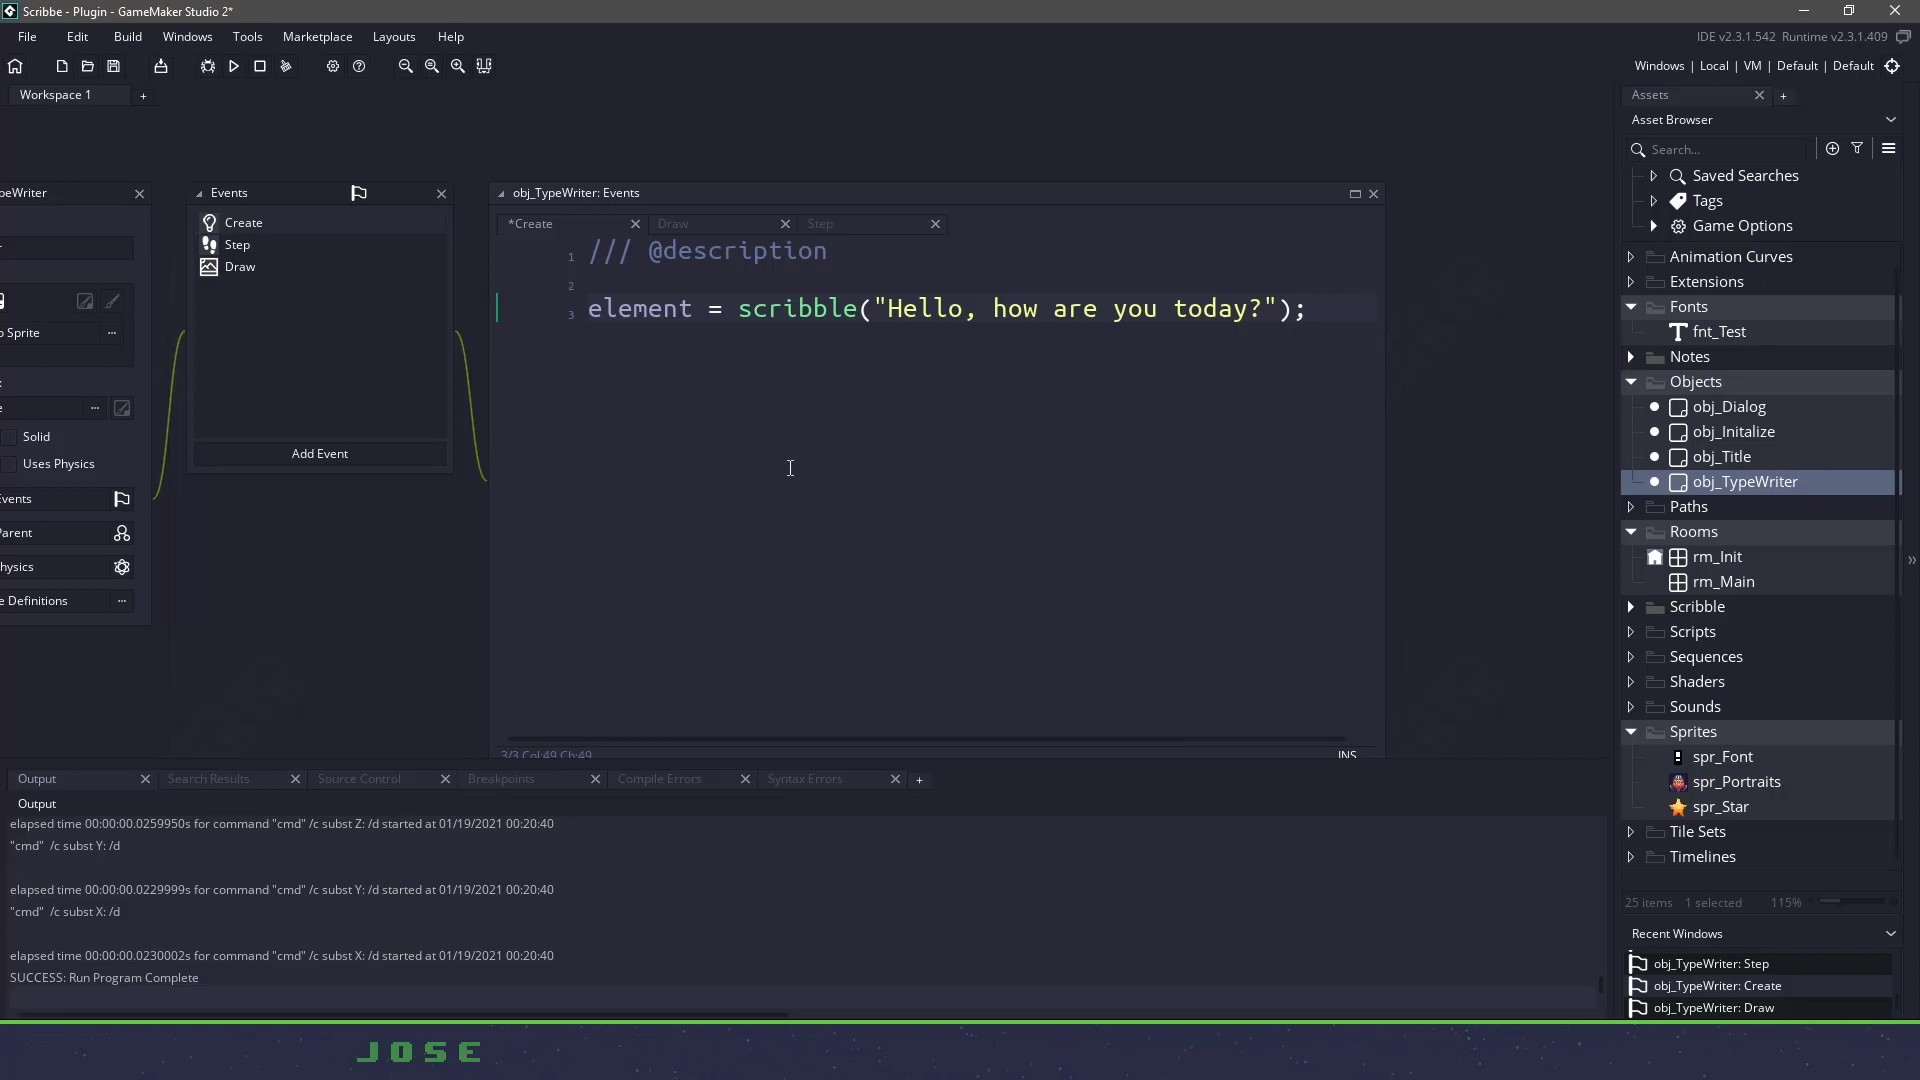 Scribbe - Plugin - GameMaker Studio 2*
File Edit Build Windows Tools Marketplace Layouts Help
IDE v2.3.1.542 Runtime v2.3.1.409
Windows | Local | VM | Default | Default
Workspace 1
Assets
Asset Browser
Search...
Saved Searches
Tags
Game Options
Animation Curves
Extensions
Fonts
fnt_Test
Notes
Objects
obj_Dialog
obj_Initalize
obj_Title
obj_TypeWriter
Paths
Rooms
rm_Init
rm_Main
Scribble
Scripts
Sequences
Shaders
Sounds
Sprites
spr_Font
spr_Portraits
spr_Star
Tile Sets
Timelines
25 items 1 selected 115%
Recent Windows
obj_TypeWriter: Step
obj_TypeWriter: Create
obj_TypeWriter: Draw
peWriter
o Sprite
Solid
Uses Physics
Events
Parent
hysics
e Definitions
Events
Create
Step
Draw
Add Event
obj_TypeWriter: Events
*Create Draw Step
1 /// @description
2
3 element = scribble("Hello, how are you today?");
3/3 Col:49 Ch:49 INS
Output Search Results Source Control Breakpoints Compile Errors Syntax Errors
Output
elapsed time 00:00:00.0259950s for command "cmd" /c subst Z: /d started at 01/19/2021 00:20:40
"cmd" /c subst Y: /d
elapsed time 00:00:00.0229999s for command "cmd" /c subst Y: /d started at 01/19/2021 00:20:40
"cmd" /c subst X: /d
elapsed time 00:00:00.0230002s for command "cmd" /c subst X: /d started at 01/19/2021 00:20:40
SUCCESS: Run Program Complete
JOSE